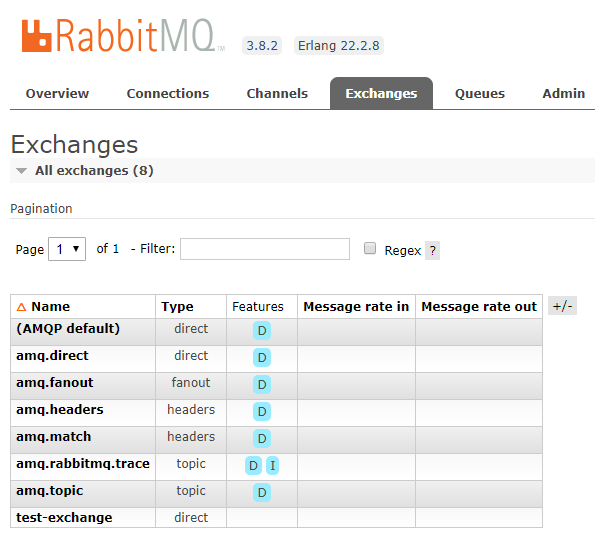 RabbitMQ TM 3.8.2 Erlang 22.2.8
Overview Connections Channels Exchanges Queues Admin
Exchanges
All exchanges (8)
Pagination
Page 1 of 1 - Filter: Regex ?
Name Type Features Message rate in Message rate out +/-
(AMQP default) direct D
amq.direct direct D
amq.fanout fanout D
amq.headers headers D
amq.match headers D
amq.rabbitmq.trace topic D I
amq.topic topic D
test-exchange direct